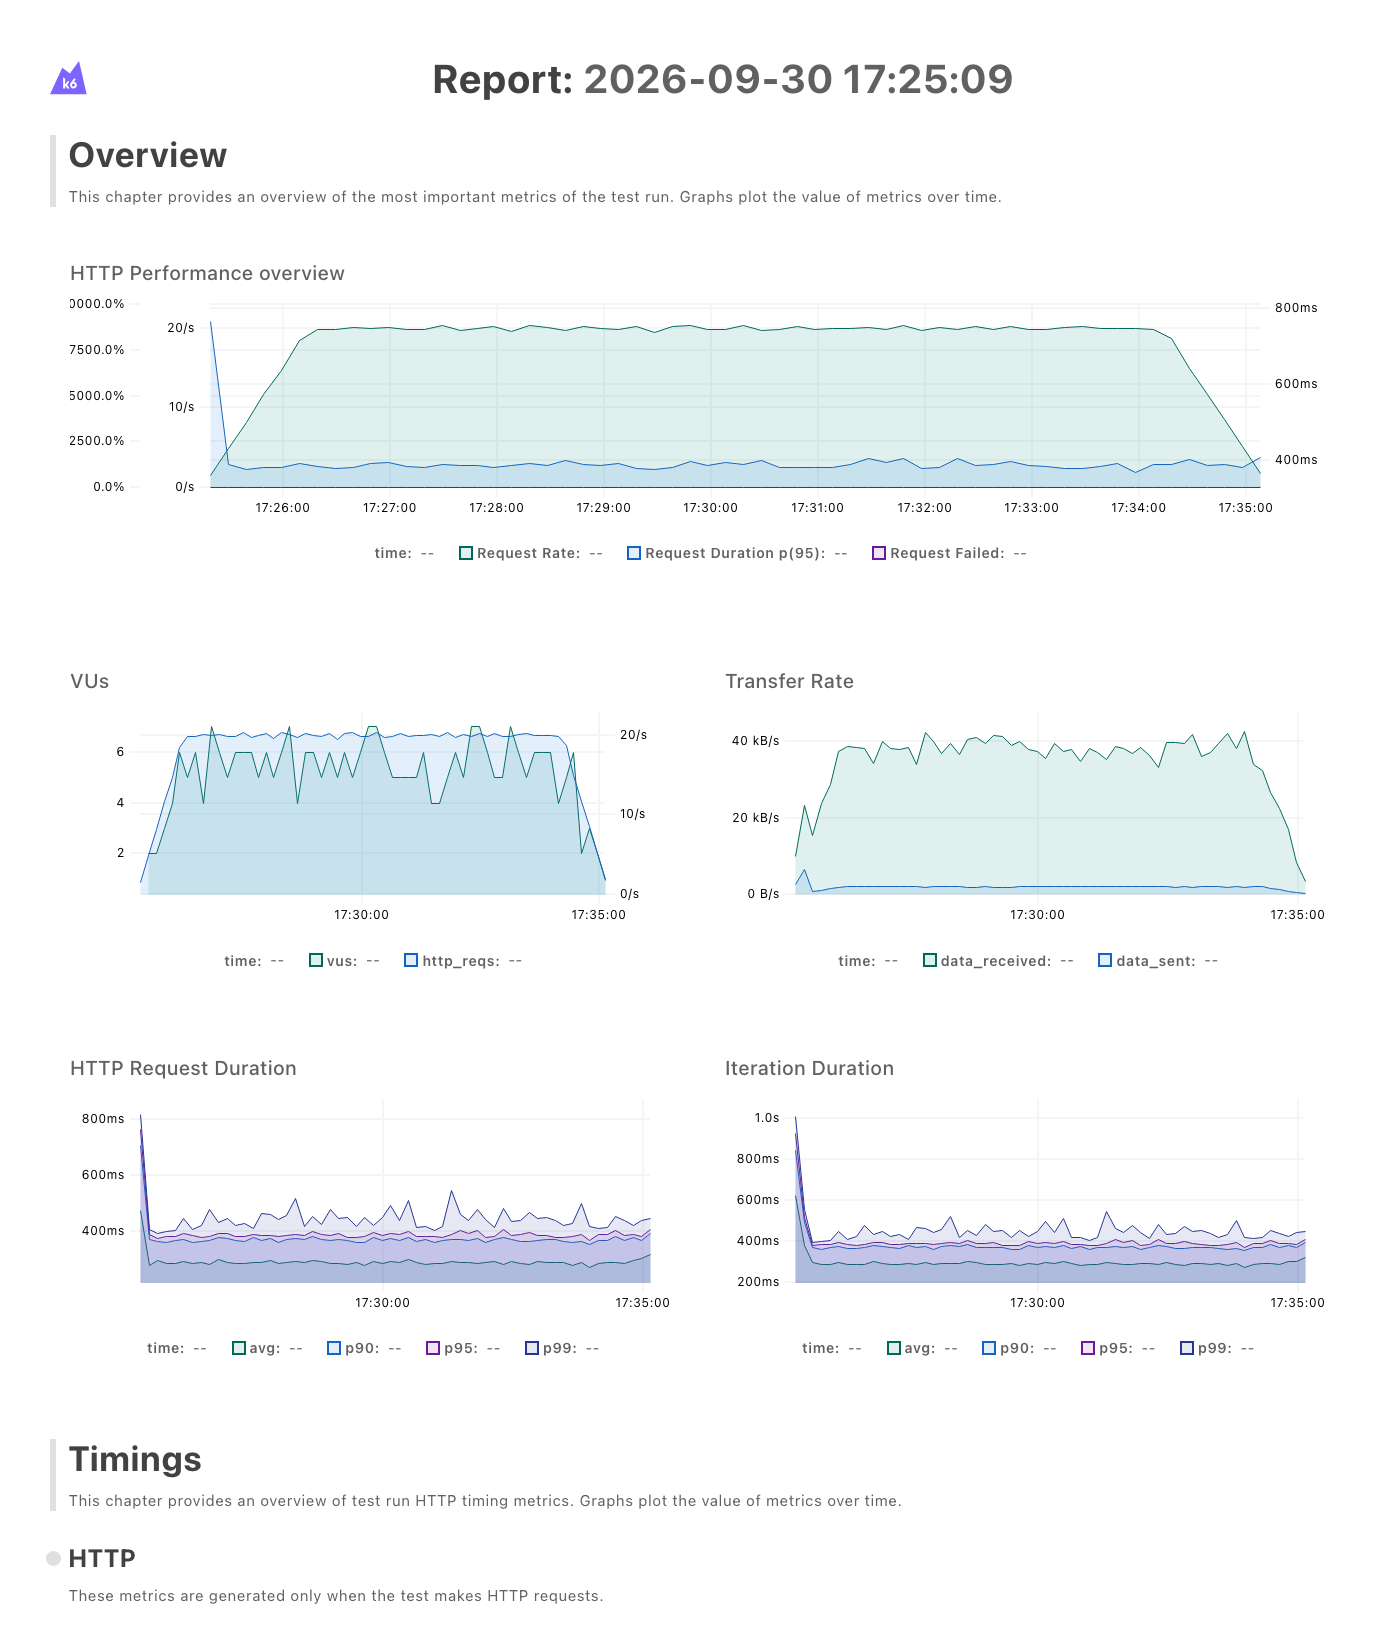 k6
Report: 2026-09-30 17:25:09
Overview
This chapter provides an overview of the most important metrics of the test run. Graphs plot the value of metrics over time.
HTTP Performance overview
0000.0%
7500.0%
5000.0%
2500.0%
0.0%
20/s
10/s
0/s
800ms
600ms
400ms
17:26:00 17:27:00 17:28:00 17:29:00 17:30:00 17:31:00 17:32:00 17:33:00 17:34:00 17:35:00
time: -- Request Rate: -- Request Duration p(95): -- Request Failed: --
VUs
6
4
2
20/s
10/s
0/s
17:30:00 17:35:00
time: -- vus: -- http_reqs: --
Transfer Rate
40 kB/s
20 kB/s
0 B/s
17:30:00 17:35:00
time: -- data_received: -- data_sent: --
HTTP Request Duration
800ms
600ms
400ms
17:30:00 17:35:00
time: -- avg: -- p90: -- p95: -- p99: --
Iteration Duration
1.0s
800ms
600ms
400ms
200ms
17:30:00 17:35:00
time: -- avg: -- p90: -- p95: -- p99: --
Timings
This chapter provides an overview of test run HTTP timing metrics. Graphs plot the value of metrics over time.
HTTP
These metrics are generated only when the test makes HTTP requests.